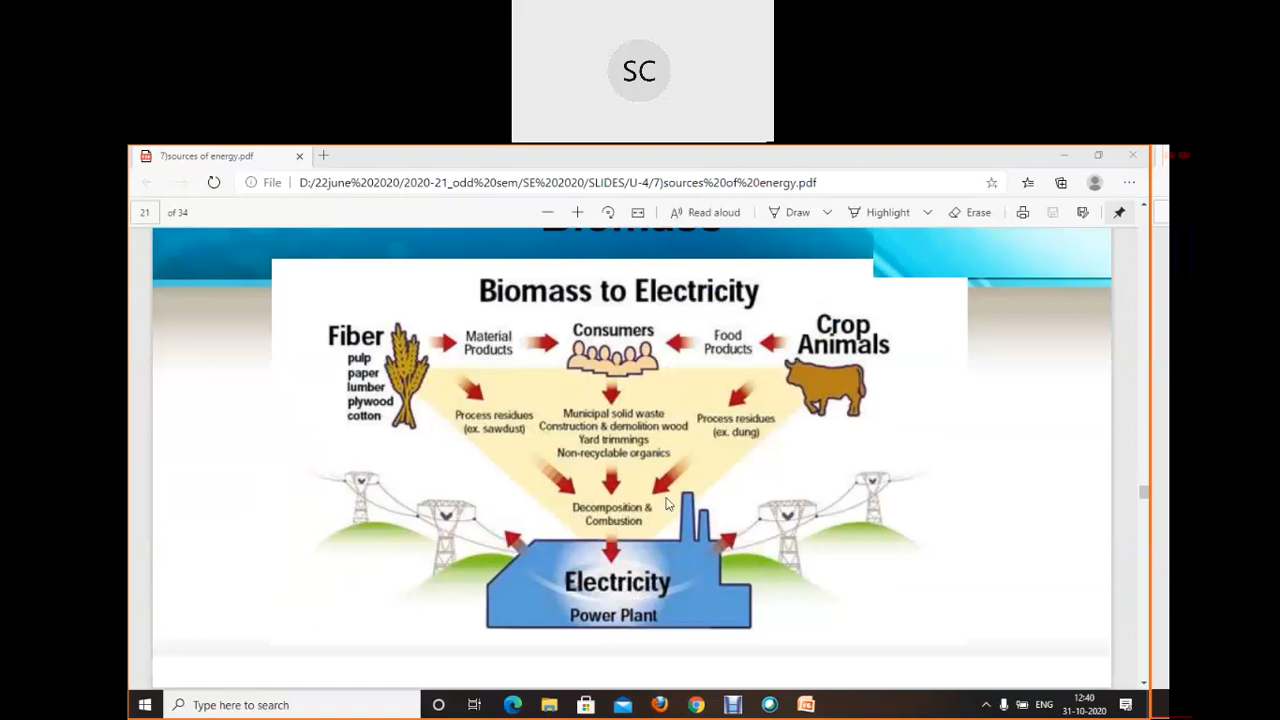 SC
7)sources of energy.pdf
File D:/22june%202020/2020-21_odd%20sem/SE%202020/SLIDES/U-4/7)sources%20of%20energy.pdf
21 of 34 Read aloud Draw Highlight Erase
Biomass
Biomass to Electricity
Fiber
pulp
paper
lumber
plywood
cotton
Material
Products
Consumers
Food
Products
Crop
Animals
Process residues
(ex. sawdust)
Municipal solid waste
Construction & demolition wood
Yard trimmings
Non-recyclable organics
Process residues
(ex. dung)
Decomposition &
Combustion
Electricity
Power Plant
Type here to search
ENG
12:40
31-10-2020